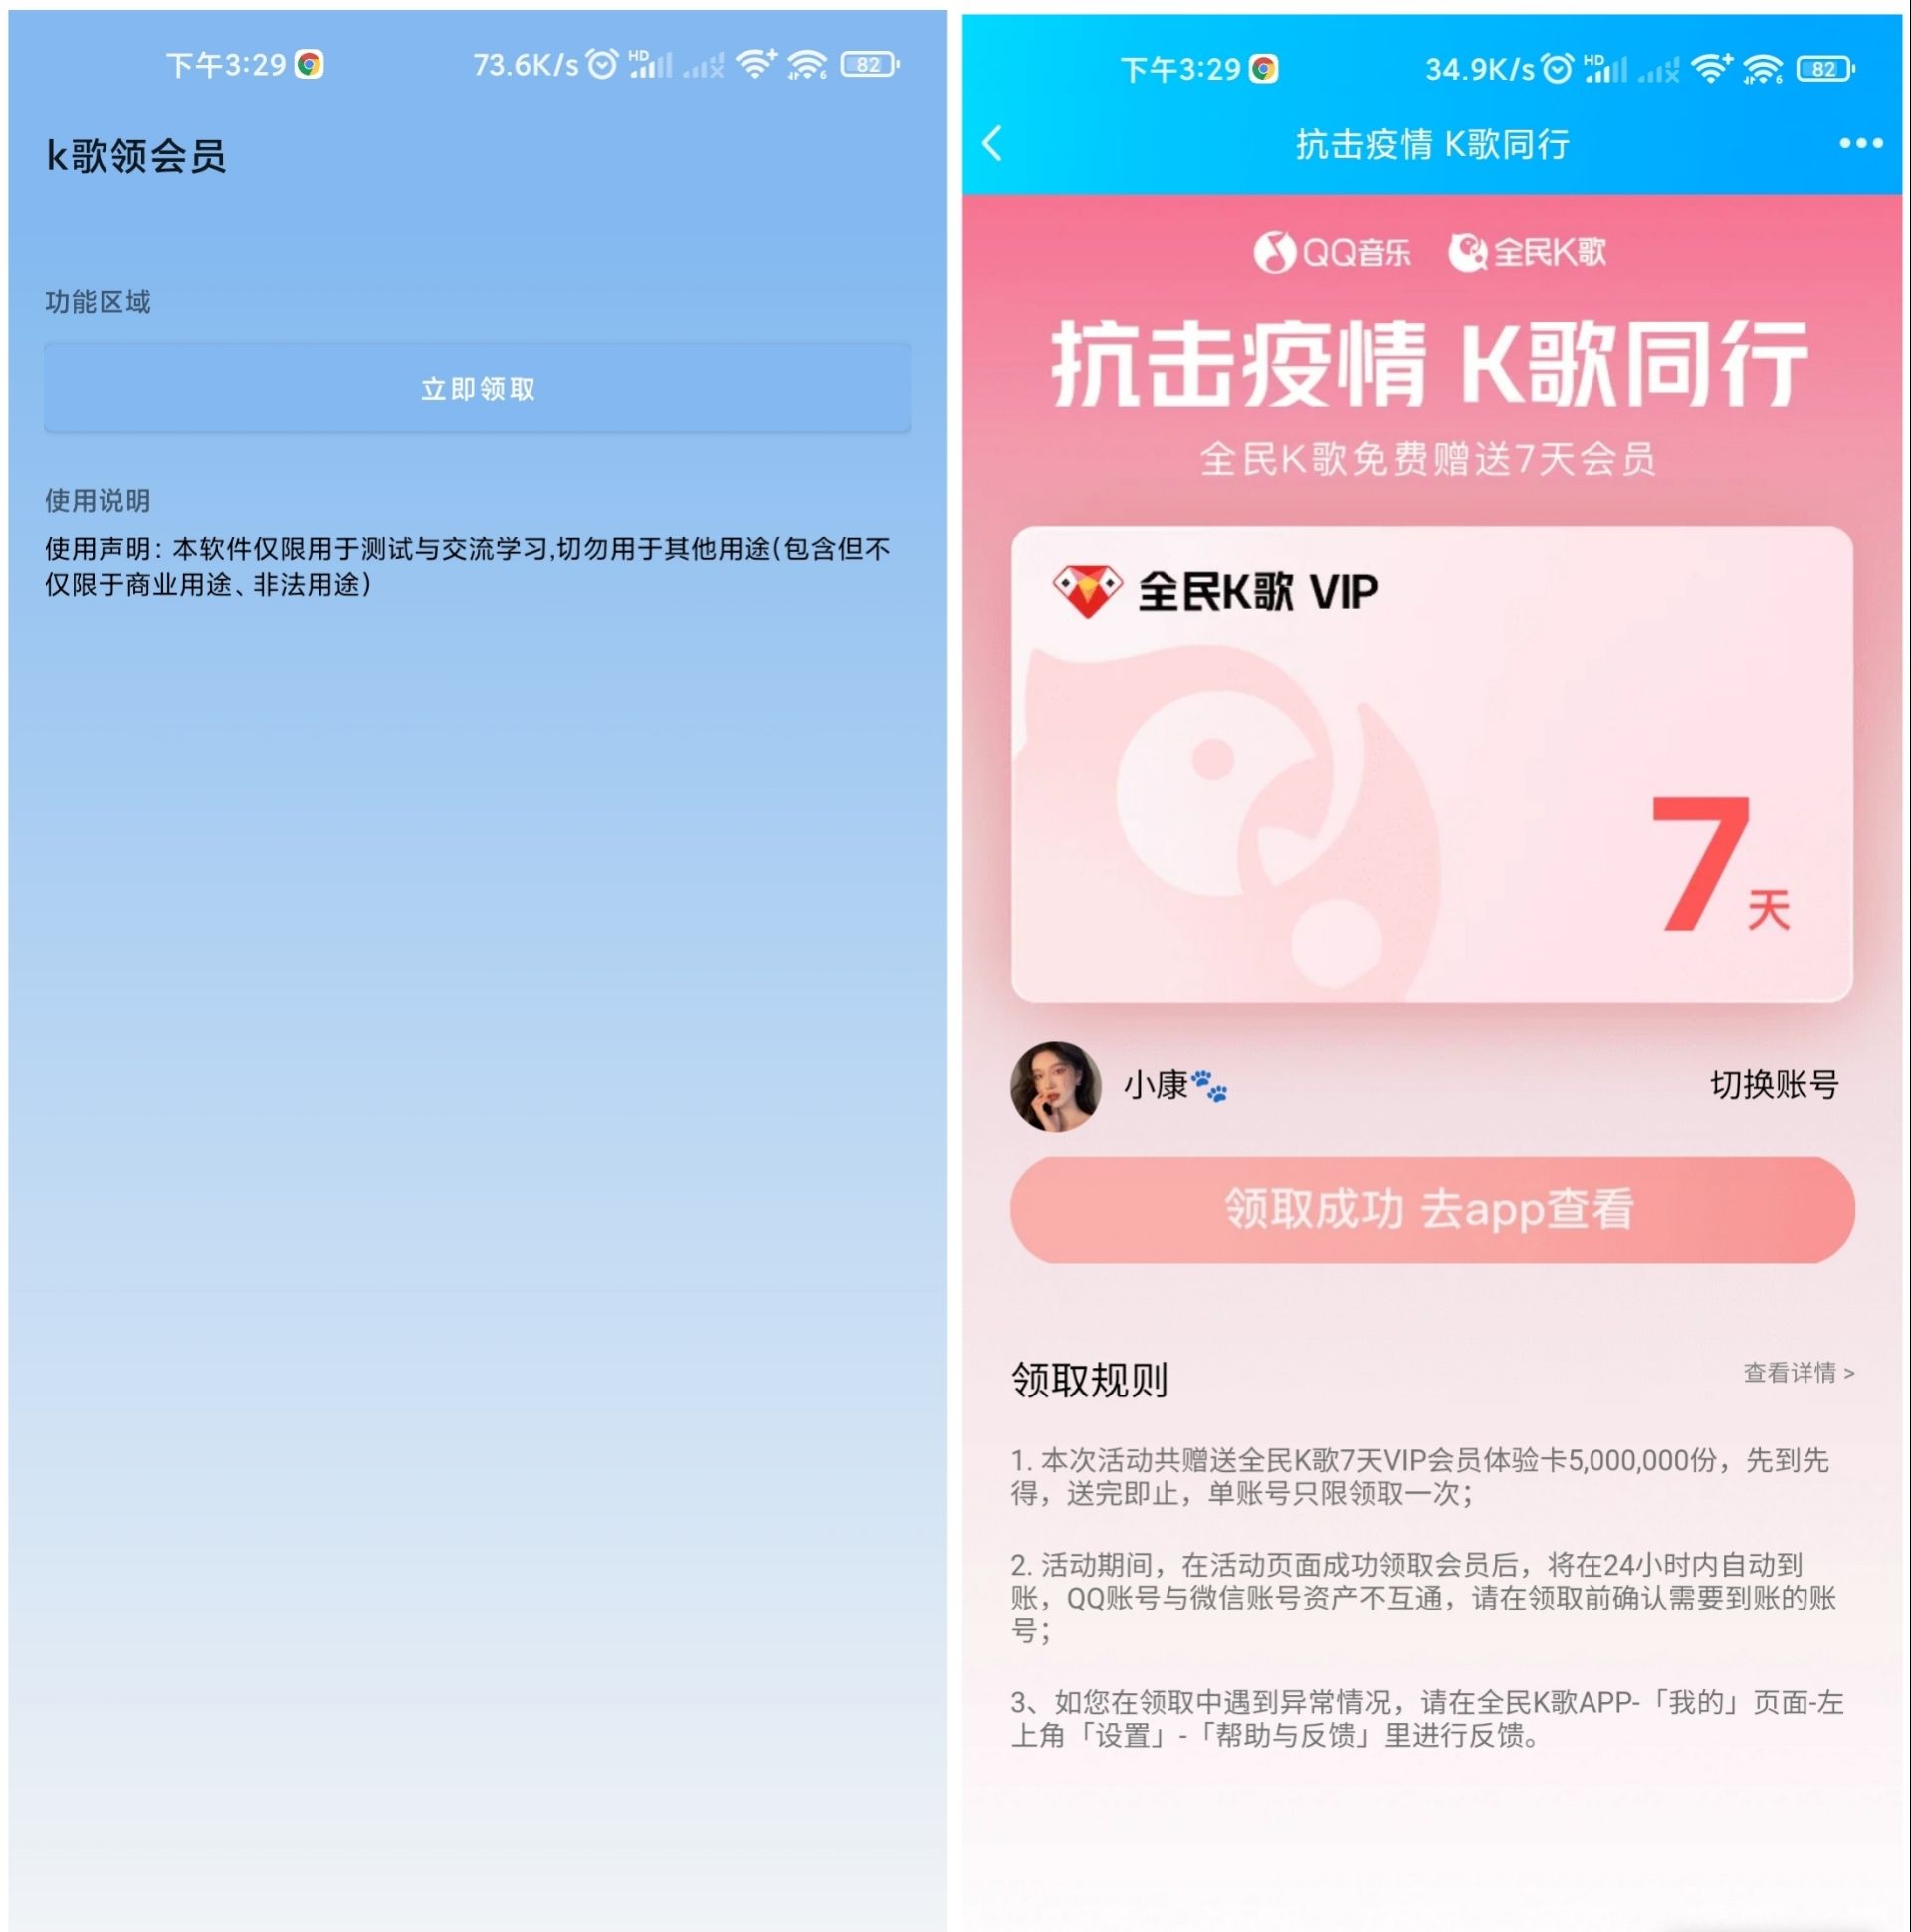 下午3:29
73.6K/s HD 6 82
k歌领会员
功能区域
立即领取
使用说明
使用声明: 本软件仅限用于测试与交流学习,切勿用于其他用途(包含但不
仅限于商业用途、非法用途)
下午3:29
34.9K/s HD 6 82
抗击疫情 K歌同行
QQ音乐 全民K歌
抗击疫情 K歌同行
全民K歌免费赠送7天会员
全民K歌 VIP
7天
小康
切换账号
领取成功 去app查看
领取规则
查看详情 >
1. 本次活动共赠送全民K歌7天VIP会员体验卡5,000,000份，先到先
得，送完即止，单账号只限领取一次；
2. 活动期间，在活动页面成功领取会员后，将在24小时内自动到
账，QQ账号与微信账号资产不互通，请在领取前确认需要到账的账
号；
3、如您在领取中遇到异常情况，请在全民K歌APP-「我的」页面-左
上角「设置」-「帮助与反馈」里进行反馈。